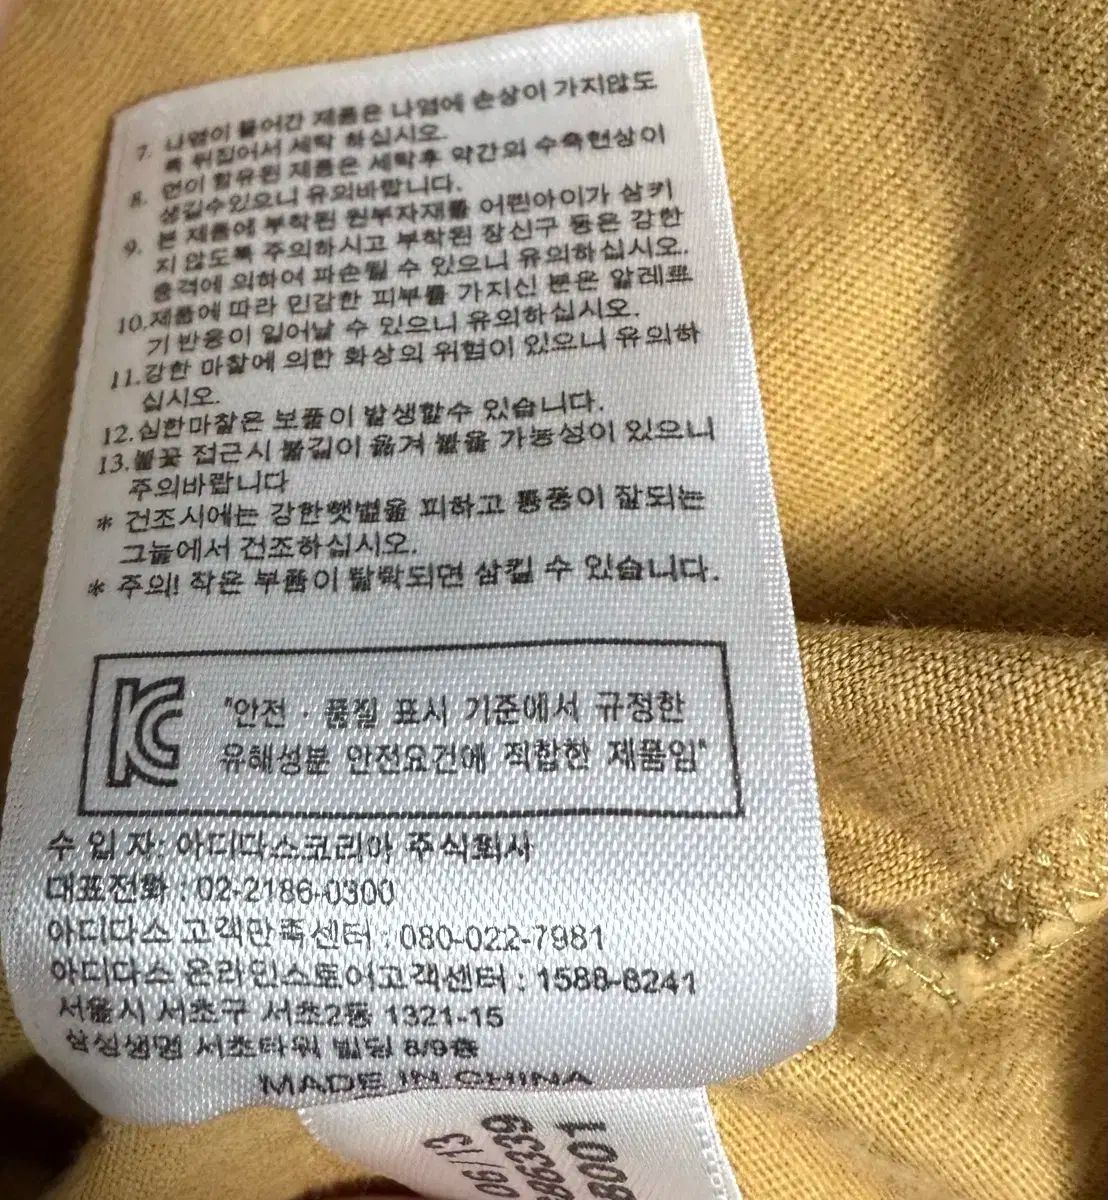 7. 나염이 들어간 제품은 나염에 손상이 가지않도
록 뒤집어서 세탁 하십시오.
8. 면이 함유된 제품은 세탁후 약간의 수축현상이
생길수있으니 유의바랍니다.
9. 본 제품에 부착된 원부자재를 어린아이가 삼키
지 않도록 주의하시고 부착된 장신구 등은 강한
충격에 의하여 파손될 수 있으니 유의하십시오.
10.제품에 따라 민감한 피부를 가지신 분은 알레르
기 반응이 일어날 수 있으니 유의하십시오.
11.강한 마찰에 의한 화상의 위험이 있으니 유의하
십시오.
12.심한마찰은 보풀이 발생할수 있습니다.
13.불꽃 접근시 불길이 옮겨 붙을 가능성이 있으니
주의바랍니다
* 건조시에는 강한햇볕을 피하고 통풍이 잘되는
그늘에서 건조하십시오.
* 주의! 작은 부품이 탈락되면 삼킬 수 있습니다.
KC
"안전 · 품질 표시 기준에서 규정한
유해성분 안전요건에 적합한 제품임"
수 입 자: 아디다스코리아 주식회사
대표전화 : 02-2186-0300
아디다스 고객만족센터 : 080-022-7981
아디다스 온라인스토어고객센터 : 1588-8241
서울시 서초구 서초2동 1321-15
삼성생명 서초타워 빌딩 8/9층
MADE IN CHINA
8001
06/13